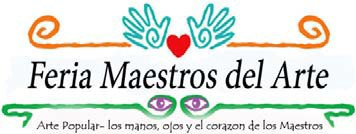 Feria Maestros del Arte
Arte Popular- los manos, ojos y el corazon de los Maestros